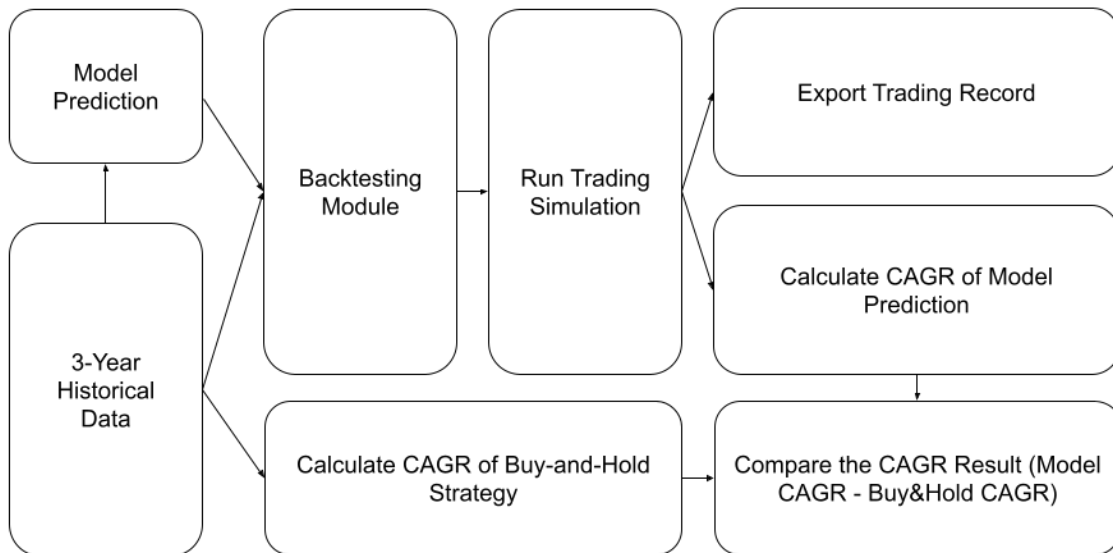 Model
Prediction
3-Year
Historical
Data
Backtesting
Module
Run Trading
Simulation
Export Trading Record
Calculate CAGR of Model
Prediction
Calculate CAGR of Buy-and-Hold
Strategy
Compare the CAGR Result (Model
CAGR - Buy&Hold CAGR)